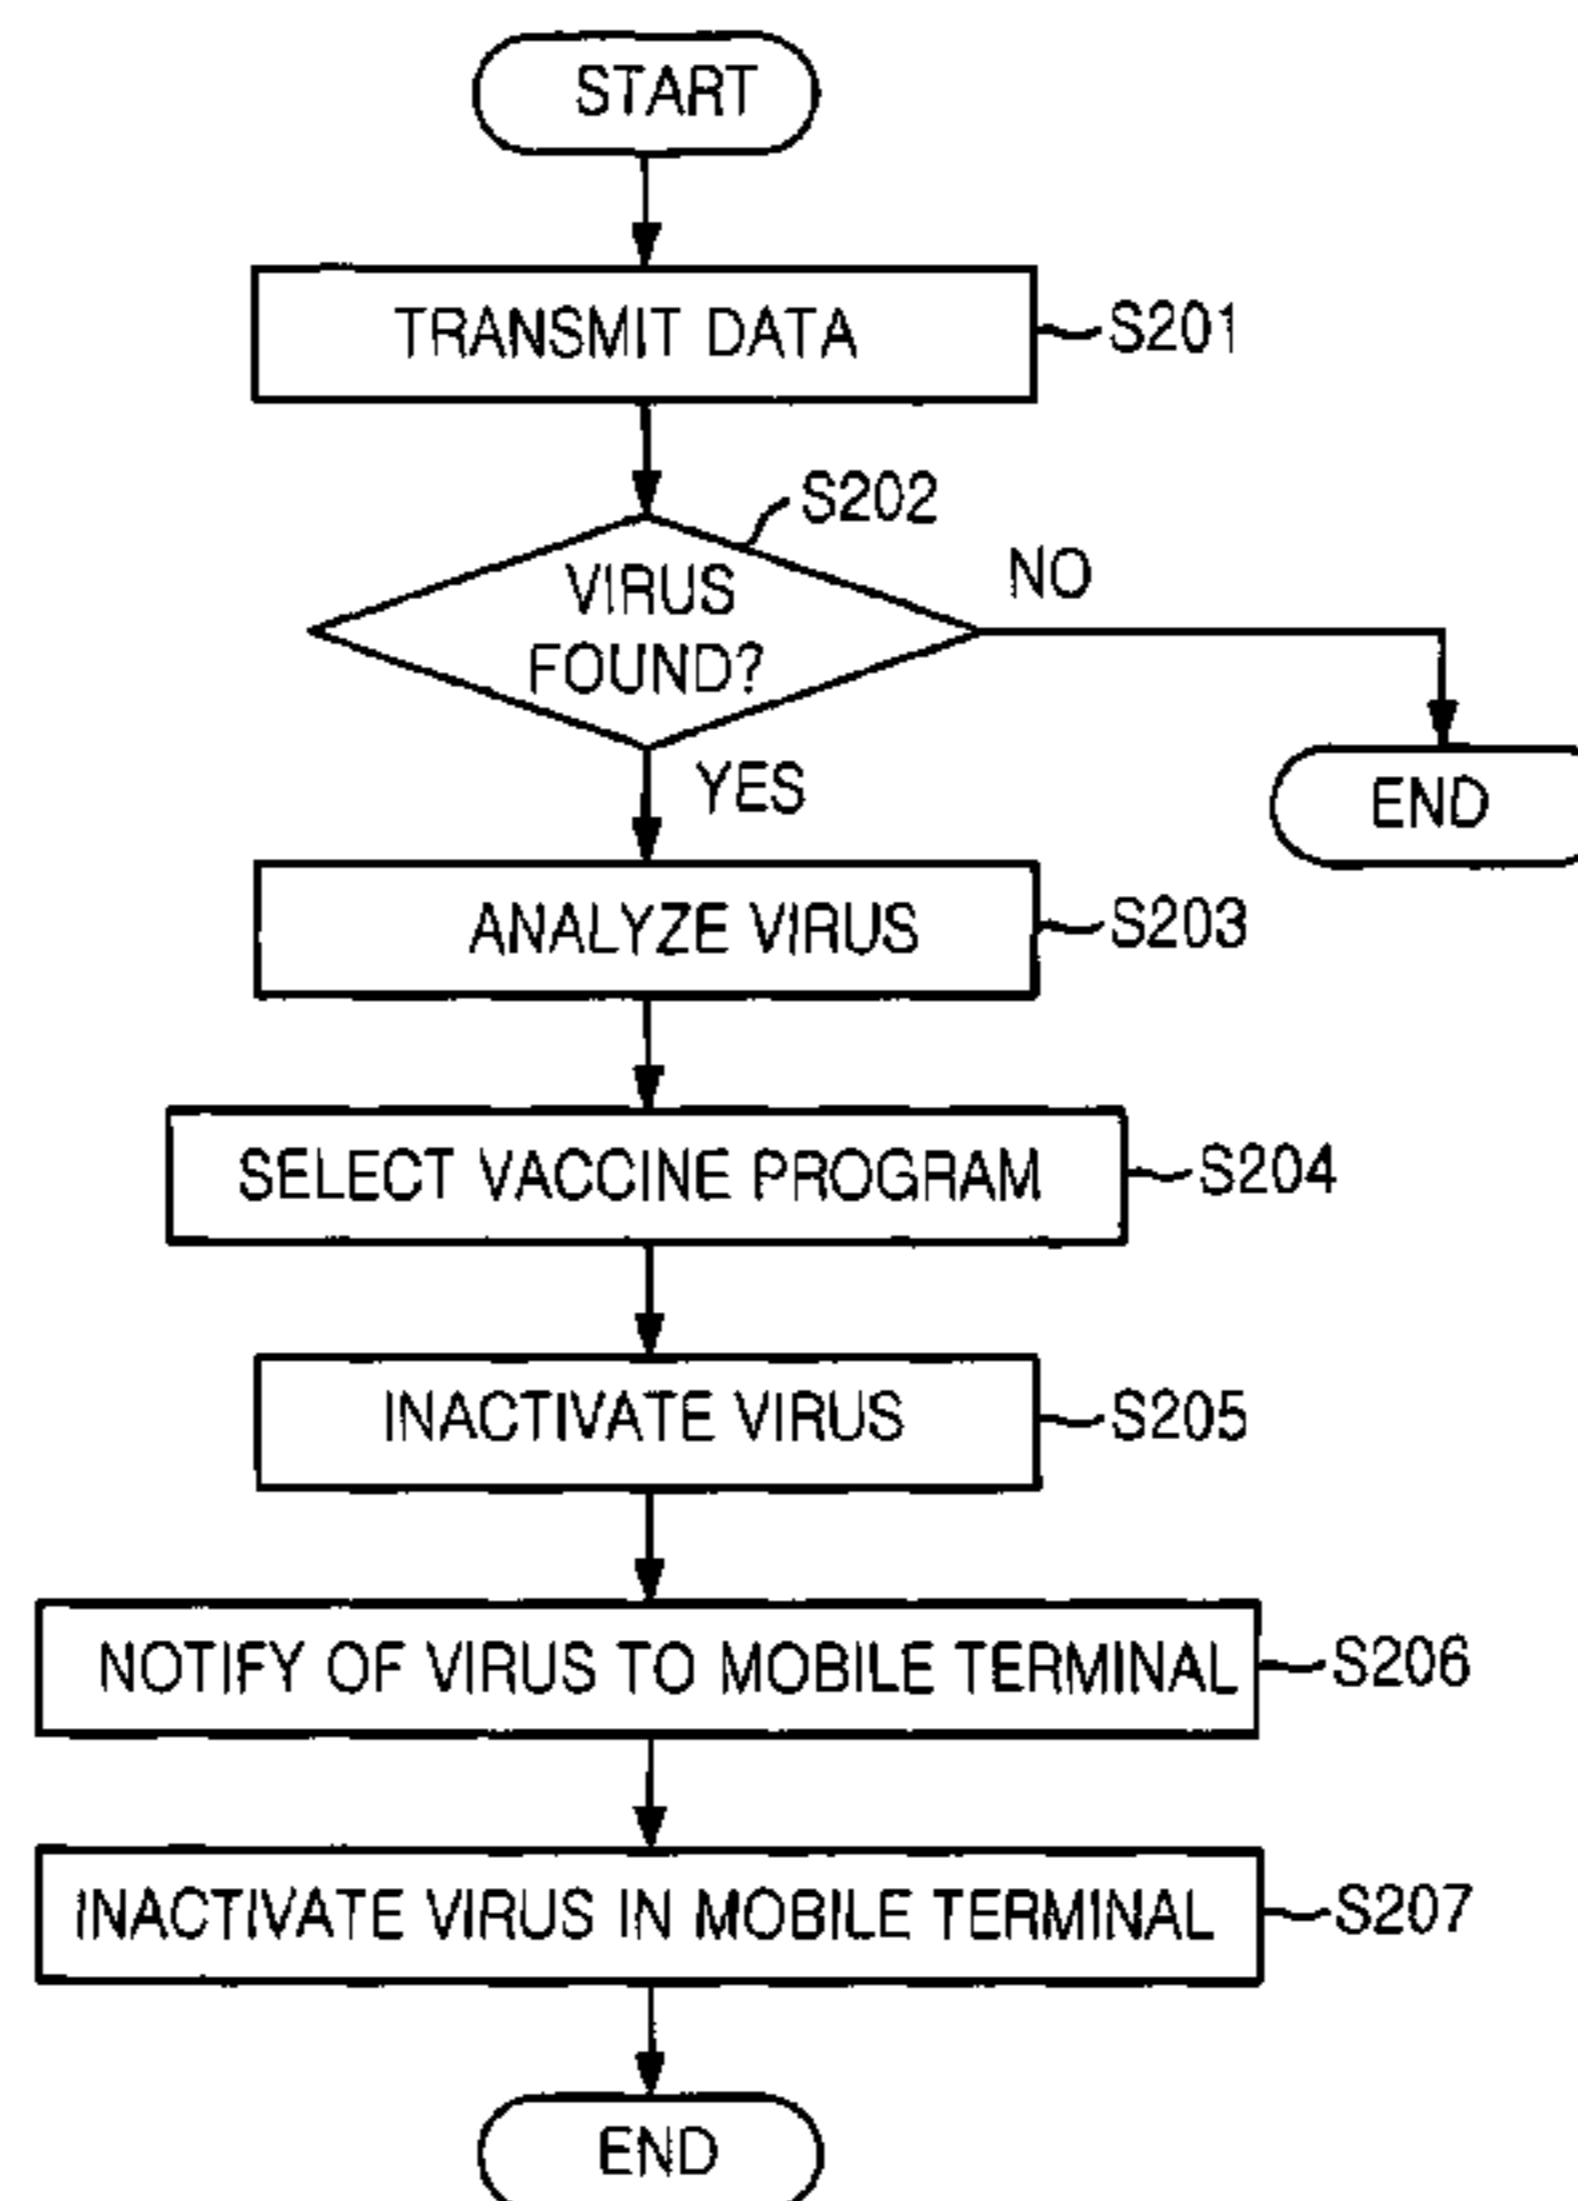 START
TRANSMIT DATA
S201
S202
VIRUS
FOUND?
NO
YES
END
ANALYZE VIRUS
S203
SELECT VACCINE PROGRAM
S204
INACTIVATE VIRUS
S205
NOTIFY OF VIRUS TO MOBILE TERMINAL
S206
INACTIVATE VIRUS IN MOBILE TERMINAL
S207
END